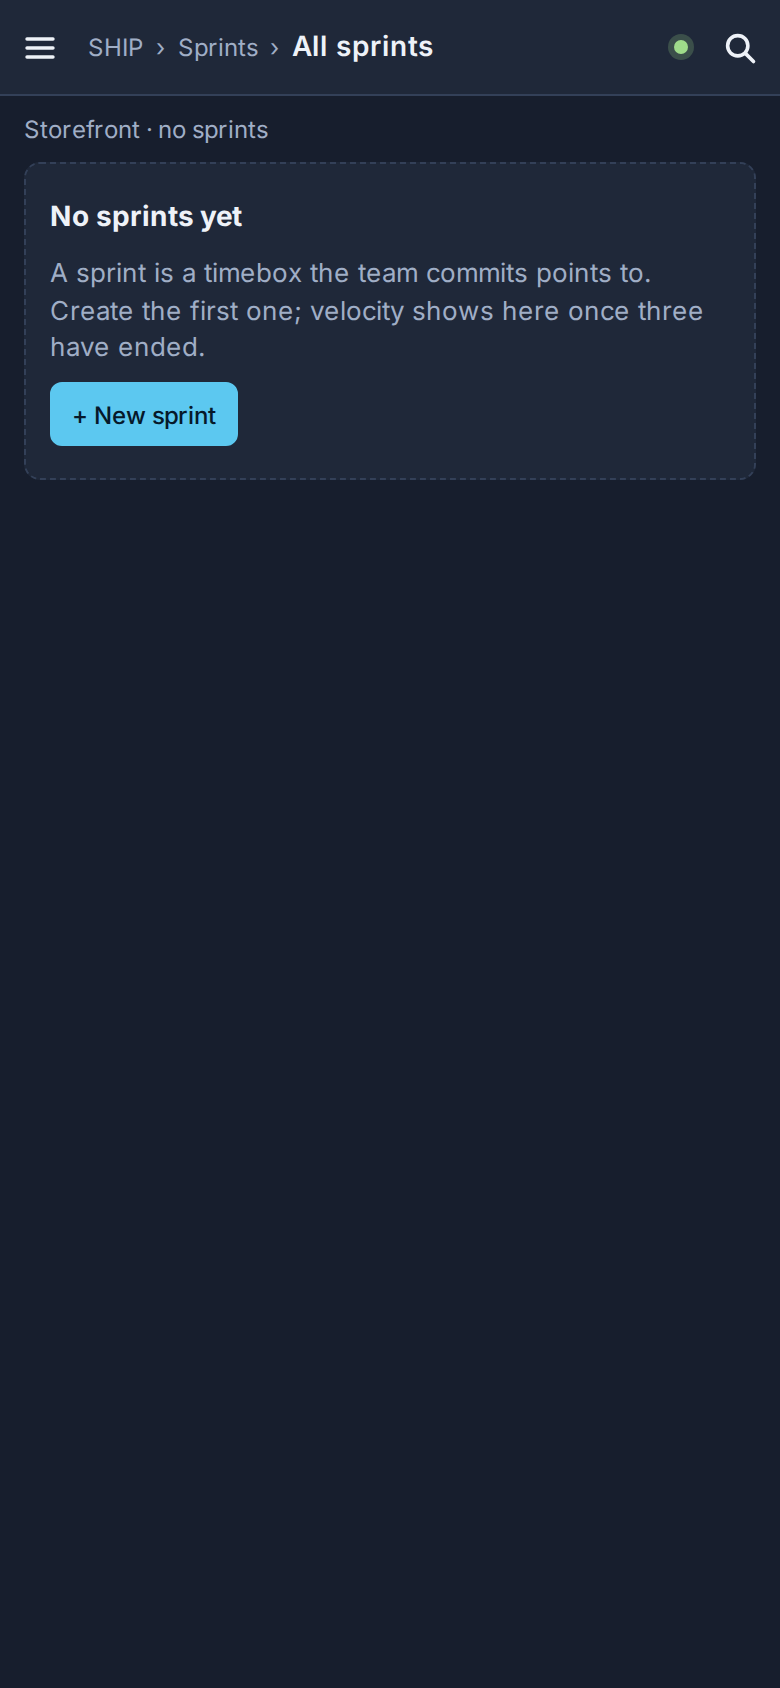 SHIP › Sprints › All sprints
Storefront · no sprints
No sprints yet
A sprint is a timebox the team commits points to.
Create the first one; velocity shows here once three
have ended.
+ New sprint